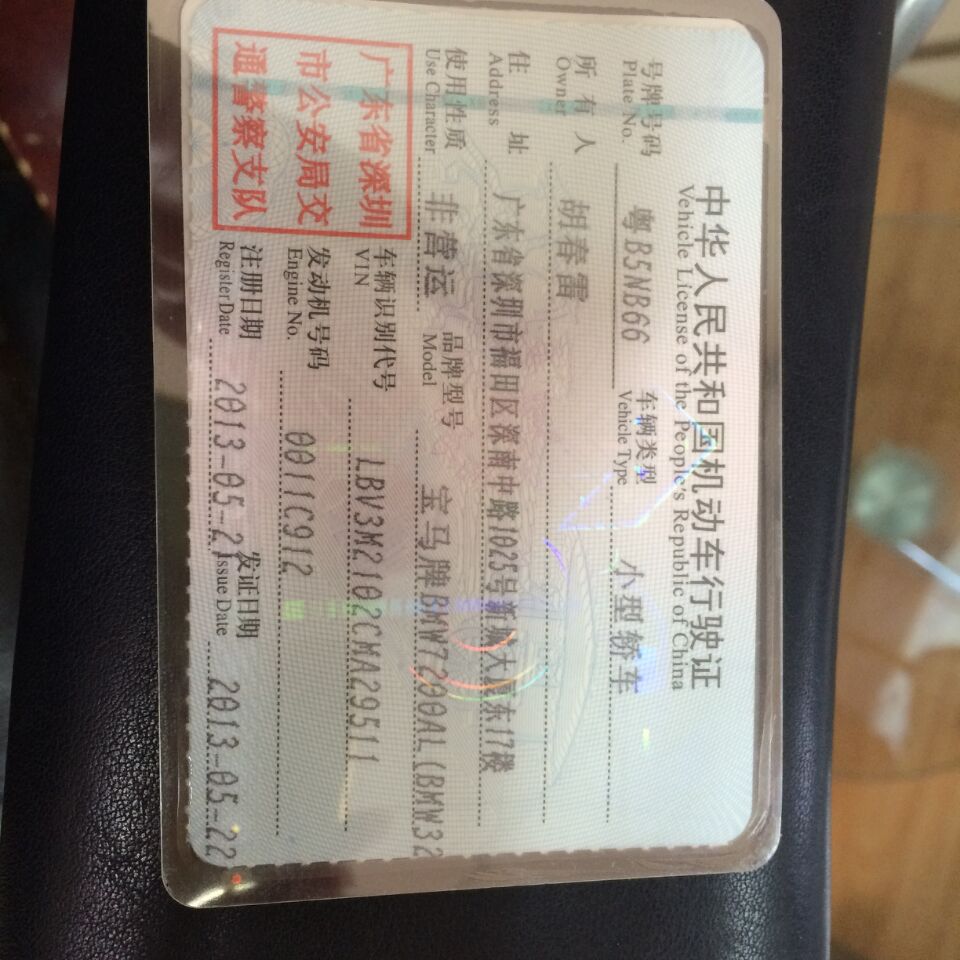 中华人民共和国机动车行驶证
Vehicle License of the People's Republic of China
号牌号码 粤B5NB66 车辆类型 小型轿车
Plate No. Vehicle Type
所有人 胡春雷
Owner
住址 广东省深圳市福田区深南中路1025号新城大厦东17楼
Address
使用性质 非营运 品牌型号 宝马牌BMW7200AL(BMW32
Use Character Model
广东省深圳
市公安局交
通警察支队
车辆识别代号 LBV3M2102CMA29511
VIN
发动机号码 0011C912
Engine No.
注册日期 2013-05-21 发证日期 2013-05-22
Register Date Issue Date